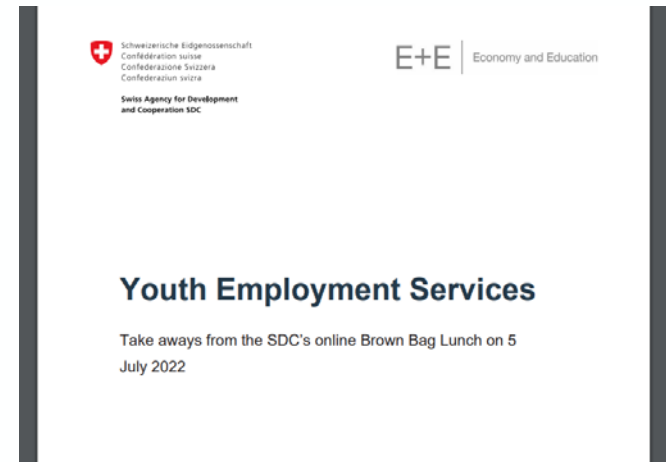 Schweizerische Eidgenossenschaft
Confédération suisse
Confederazione Svizzera
Confederaziun svizra
Swiss Agency for Development
and Cooperation SDC
E+E | Economy and Education
Youth Employment Services
Take aways from the SDC's online Brown Bag Lunch on 5
July 2022